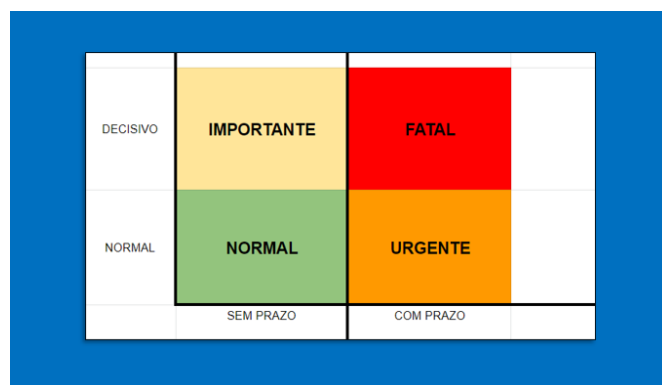 DECISIVO
IMPORTANTE
FATAL
NORMAL
NORMAL
URGENTE
SEM PRAZO
COM PRAZO